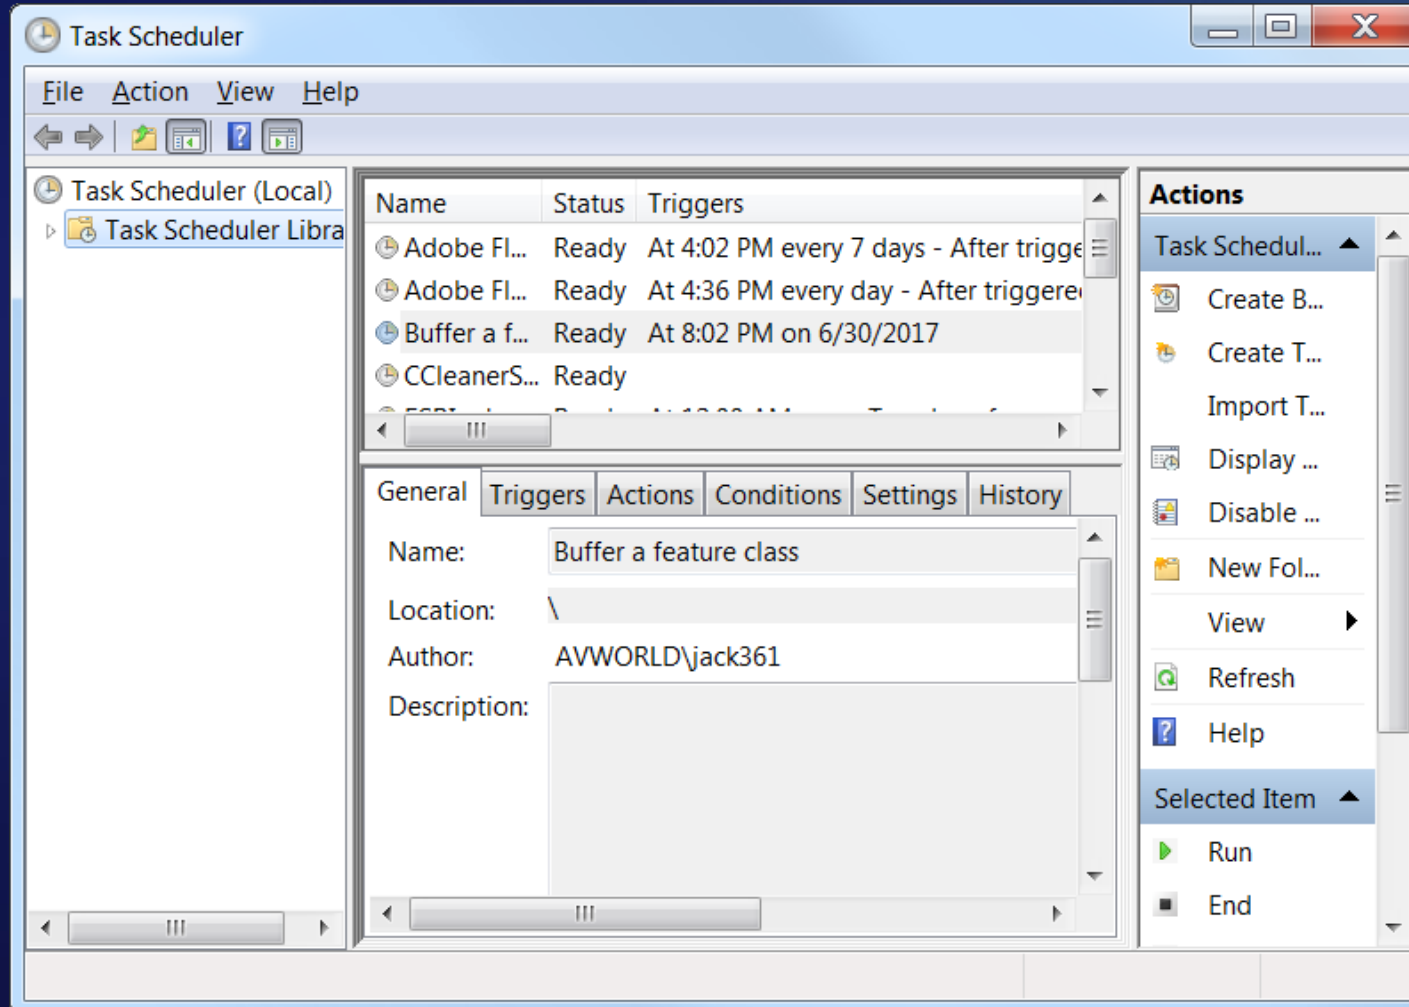 Task Scheduler
File Action View Help
Task Scheduler (Local)
Task Scheduler Libra
Name Status Triggers
Adobe Fl... Ready At 4:02 PM every 7 days - After trigge
Adobe Fl... Ready At 4:36 PM every day - After triggere
Buffer a f... Ready At 8:02 PM on 6/30/2017
CCleanerS... Ready
General Triggers Actions Conditions Settings History
Name: Buffer a feature class
Location: \
Author: AVWORLD\jack361
Description:
Actions
Task Schedul...
Create B...
Create T...
Import T...
Display ...
Disable ...
New Fol...
View
Refresh
Help
Selected Item
Run
End